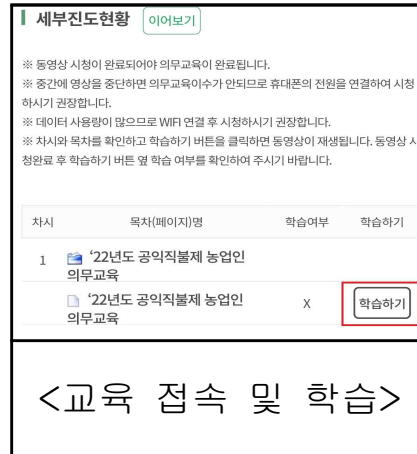 세부진도현황 이어보기
※ 동영상 시청이 완료되어야 의무교육이 완료됩니다.
※ 중간에 영상을 중단하면 의무교육이수가 안되므로 휴대폰의 전원을 연결하여 시청
하시기 권장합니다.
※ 데이터 사용량이 많으므로 WIFI 연결 후 시청하시기 권장합니다.
※ 차시와 목차를 확인하고 학습하기 버튼을 클릭하면 동영상이 재생됩니다. 동영상 시
청완료 후 학습하기 버튼 옆 학습 여부를 확인하여 주시기 바랍니다.
차시 목차(페이지)명 학습여부 학습하기
1 ‘22년도 공익직불제 농업인
의무교육
‘22년도 공익직불제 농업인 X 학습하기
의무교육
<교육 접속 및 학습>